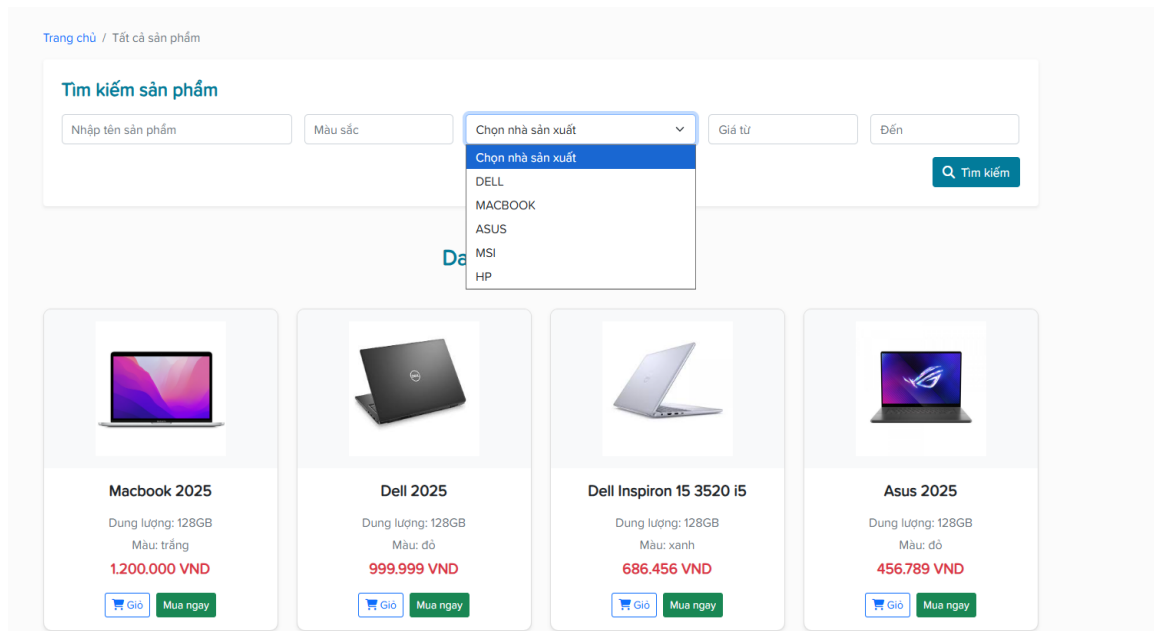 Trang chủ / Tất cả sản phẩm
Tìm kiếm sản phẩm
Nhập tên sản phẩm Màu sắc Chọn nhà sản xuất Giá từ Đến
Chọn nhà sản xuất
DELL
MACBOOK
ASUS
MSI
HP
Tìm kiếm
Macbook 2025
Dung lượng: 128GB
Màu: trắng
1.200.000 VND
Giỏ Mua ngay
Dell 2025
Dung lượng: 128GB
Màu: đỏ
999.999 VND
Giỏ Mua ngay
Dell Inspiron 15 3520 i5
Dung lượng: 128GB
Màu: xanh
686.456 VND
Giỏ Mua ngay
Asus 2025
Dung lượng: 128GB
Màu: đỏ
456.789 VND
Giỏ Mua ngay